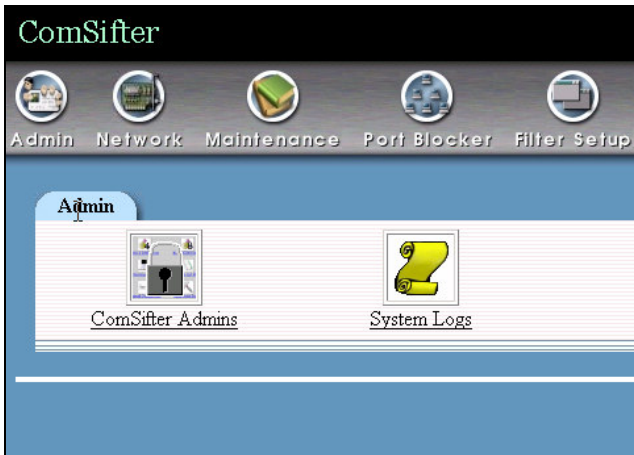 ComSifter
Admin Network Maintenance Port Blocker Filter Setup
Admin
ComSifter Admins System Logs